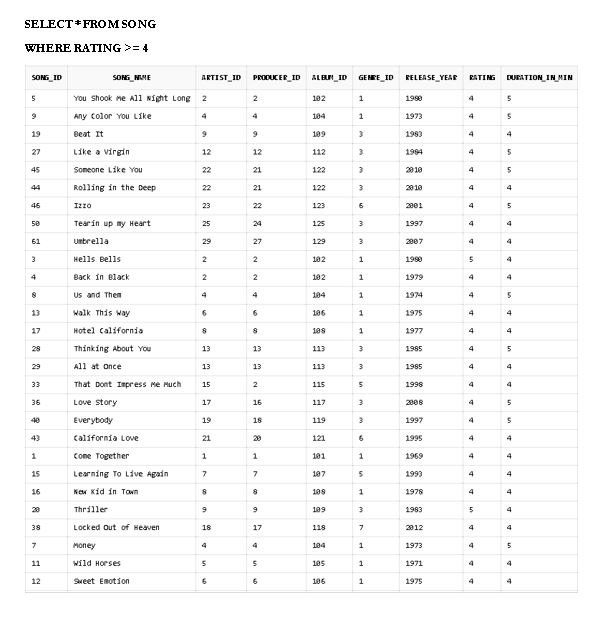 SELECT * FROM SONG
WHERE RATING >= 4
SONG_ID SONG_NAME ARTIST_ID PRODUCER_ID ALBUM_ID GENRE_ID RELEASE_YEAR RATING DURATION_IN_MIN
5 You Shook Me All Night Long 2 2 102 1 1980 4 5
9 Any Color You Like 4 4 104 1 1973 4 5
19 Beat It 9 9 109 3 1983 4 4
27 Like a Virgin 12 12 112 3 1984 4 5
45 Someone Like You 22 21 122 3 2010 4 5
44 Rolling in the Deep 22 21 122 3 2010 4 4
46 Izzo 23 22 123 6 2001 4 5
50 Tearin up my Heart 25 24 125 3 1997 4 4
61 Umbrella 29 27 129 3 2007 4 4
3 Hells Bells 2 2 102 1 1980 5 4
4 Back in Black 2 2 102 1 1979 4 4
8 Us and Them 4 4 104 1 1974 4 5
13 Walk This Way 6 6 106 1 1975 4 4
17 Hotel California 8 8 108 1 1977 4 4
28 Thinking About You 13 13 113 3 1985 4 5
29 All at Once 13 13 113 3 1985 4 4
33 That Dont Impress Me Much 15 2 115 5 1998 4 4
36 Love Story 17 16 117 3 2008 4 5
40 Everybody 19 18 119 3 1997 4 5
43 California Love 21 20 121 6 1995 4 4
1 Come Together 1 1 101 1 1969 4 4
15 Learning To Live Again 7 7 107 5 1993 4 4
16 New Kid in Town 8 8 108 1 1978 4 4
20 Thriller 9 9 109 3 1983 5 4
38 Locked Out of Heaven 18 17 118 7 2012 4 4
7 Money 4 4 104 1 1973 4 5
11 Wild Horses 5 5 105 1 1971 4 4
12 Sweet Emotion 6 6 106 1 1975 4 4